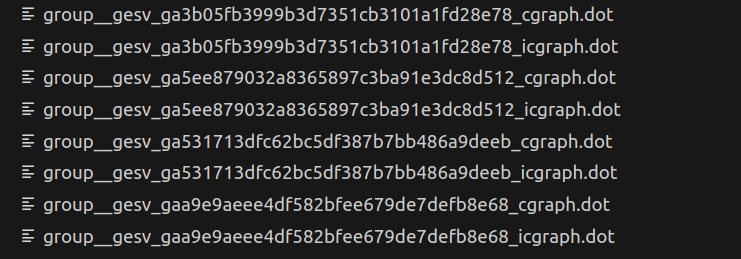 group__gesv_ga3b05fb3999b3d7351cb3101a1fd28e78_cgraph.dot
group__gesv_ga3b05fb3999b3d7351cb3101a1fd28e78_icgraph.dot
group__gesv_ga5ee879032a8365897c3ba91e3dc8d512_cgraph.dot
group__gesv_ga5ee879032a8365897c3ba91e3dc8d512_icgraph.dot
group__gesv_ga531713dfc62bc5df387b7bb486a9deeb_cgraph.dot
group__gesv_ga531713dfc62bc5df387b7bb486a9deeb_icgraph.dot
group__gesv_gaa9e9aeee4df582bfee679de7defb8e68_cgraph.dot
group__gesv_gaa9e9aeee4df582bfee679de7defb8e68_icgraph.dot